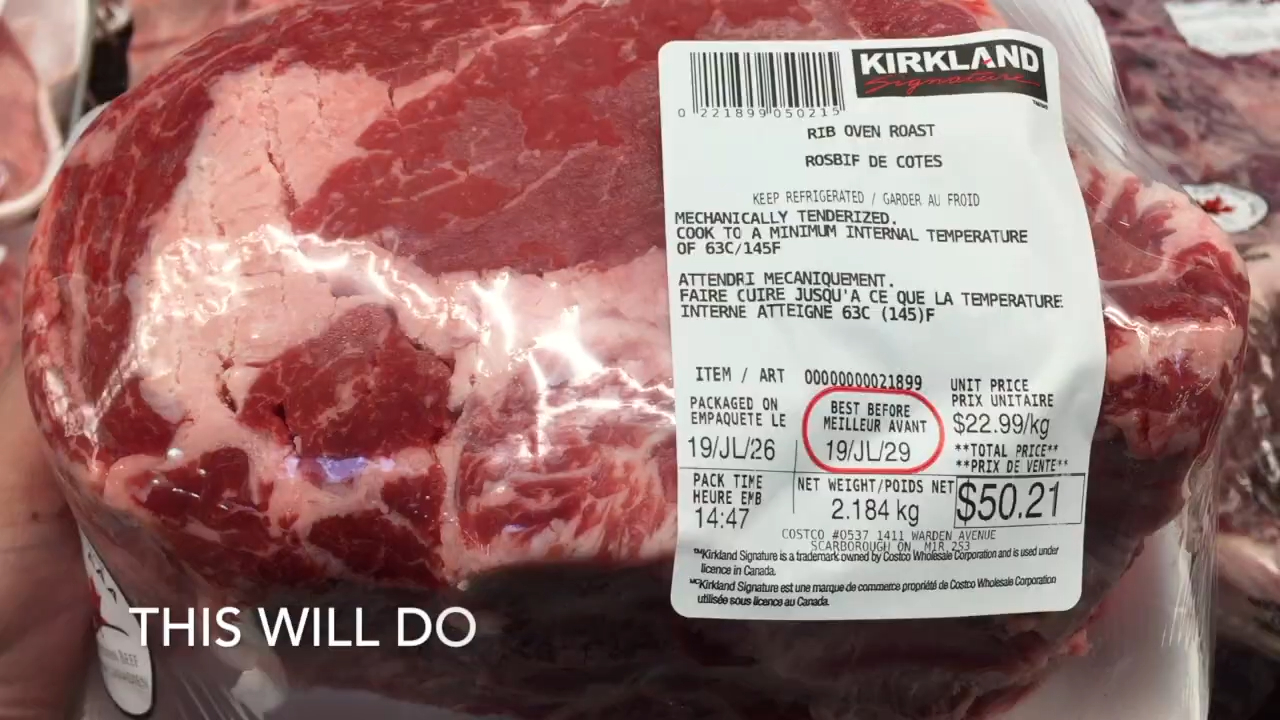 KIRKLAND
Signature
0 221899 050215
RIB OVEN ROAST
ROSBIF DE COTES
KEEP REFRIGERATED / GARDER AU FROID
MECHANICALLY TENDERIZED.
COOK TO A MINIMUM INTERNAL TEMPERATURE
OF 63C/145F
ATTENDRI MECANIQUEMENT.
FAIRE CUIRE JUSQU'A CE QUE LA TEMPERATURE
INTERNE ATTEIGNE 63C (145)F
ITEM / ART 00000000021899
PACKAGED ON
EMPAQUETE LE
19/JL/26
BEST BEFORE
MEILLEUR AVANT
19/JL/29
UNIT PRICE
PRIX UNITAIRE
$22.99/kg
**TOTAL PRICE**
**PRIX DE VENTE**
$50.21
PACK TIME
HEURE EMB
14:47
NET WEIGHT/POIDS NET
2.184 kg
COSTCO #0537 1411 WARDEN AVENUE
SCARBOROUGH ON M1R 2S3
™Kirkland Signature is a trademark owned by Costco Wholesale Corporation and is used under
licence in Canada.
MCKirkland Signature est une marque de commerce propriété de Costco Wholesale Corporation
utilisée sous licence au Canada.
THIS WILL DO
BEEF